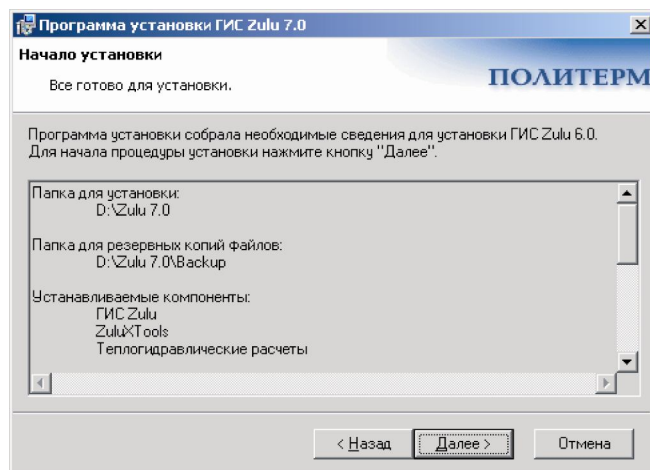 Программа установки ГИС Zulu 7.0
Начало установки
Все готово для установки.
ПОЛИТЕРМ
Программа установки собрала необходимые сведения для установки ГИС Zulu 6.0.
Для начала процедуры установки нажмите кнопку "Далее".
Папка для установки:
D:\Zulu 7.0
Папка для резервных копий файлов:
D:\Zulu 7.0\Backup
Устанавливаемые компоненты:
ГИС Zulu
ZuluXTools
Теплогидравлические расчеты
< Назад
Далее >
Отмена